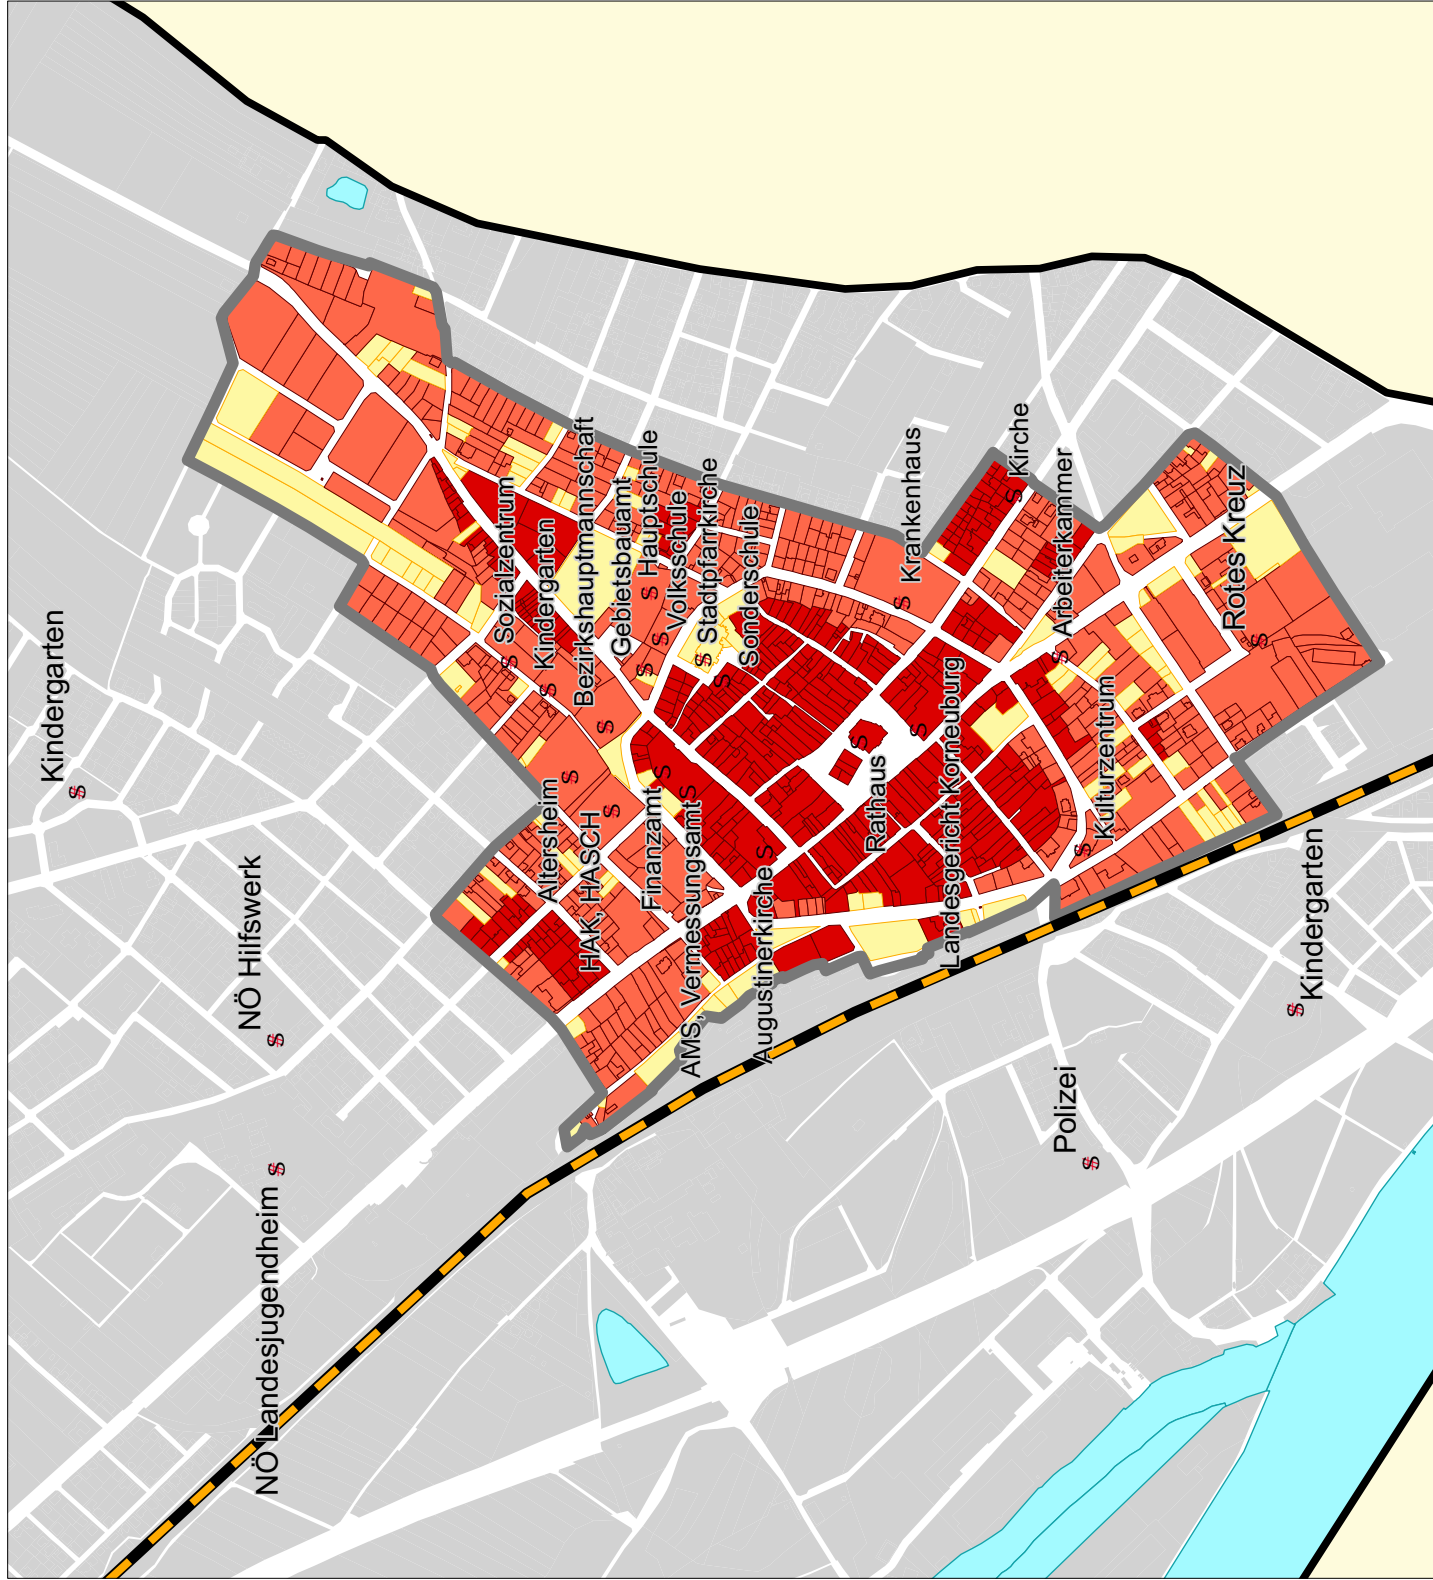 Kindergarten
NÖ Hilfswerk
NÖ Landesjugendheim
Sozialzentrum
Kindergarten
Bezirkshauptmannschaft
Gebietsbauamt
Hauptschule
Volksschule
Stadtpfarrkirche
Sonderschule
Altersheim
HAK, HASCH
Finanzamt
AMS, Vermessungsamt
Augustinerkirche
Rathaus
Krankenhaus
Landesgericht Korneuburg
Kirche
Arbeiterkammer
Kulturzentrum
Rotes Kreuz
Polizei
Kindergarten